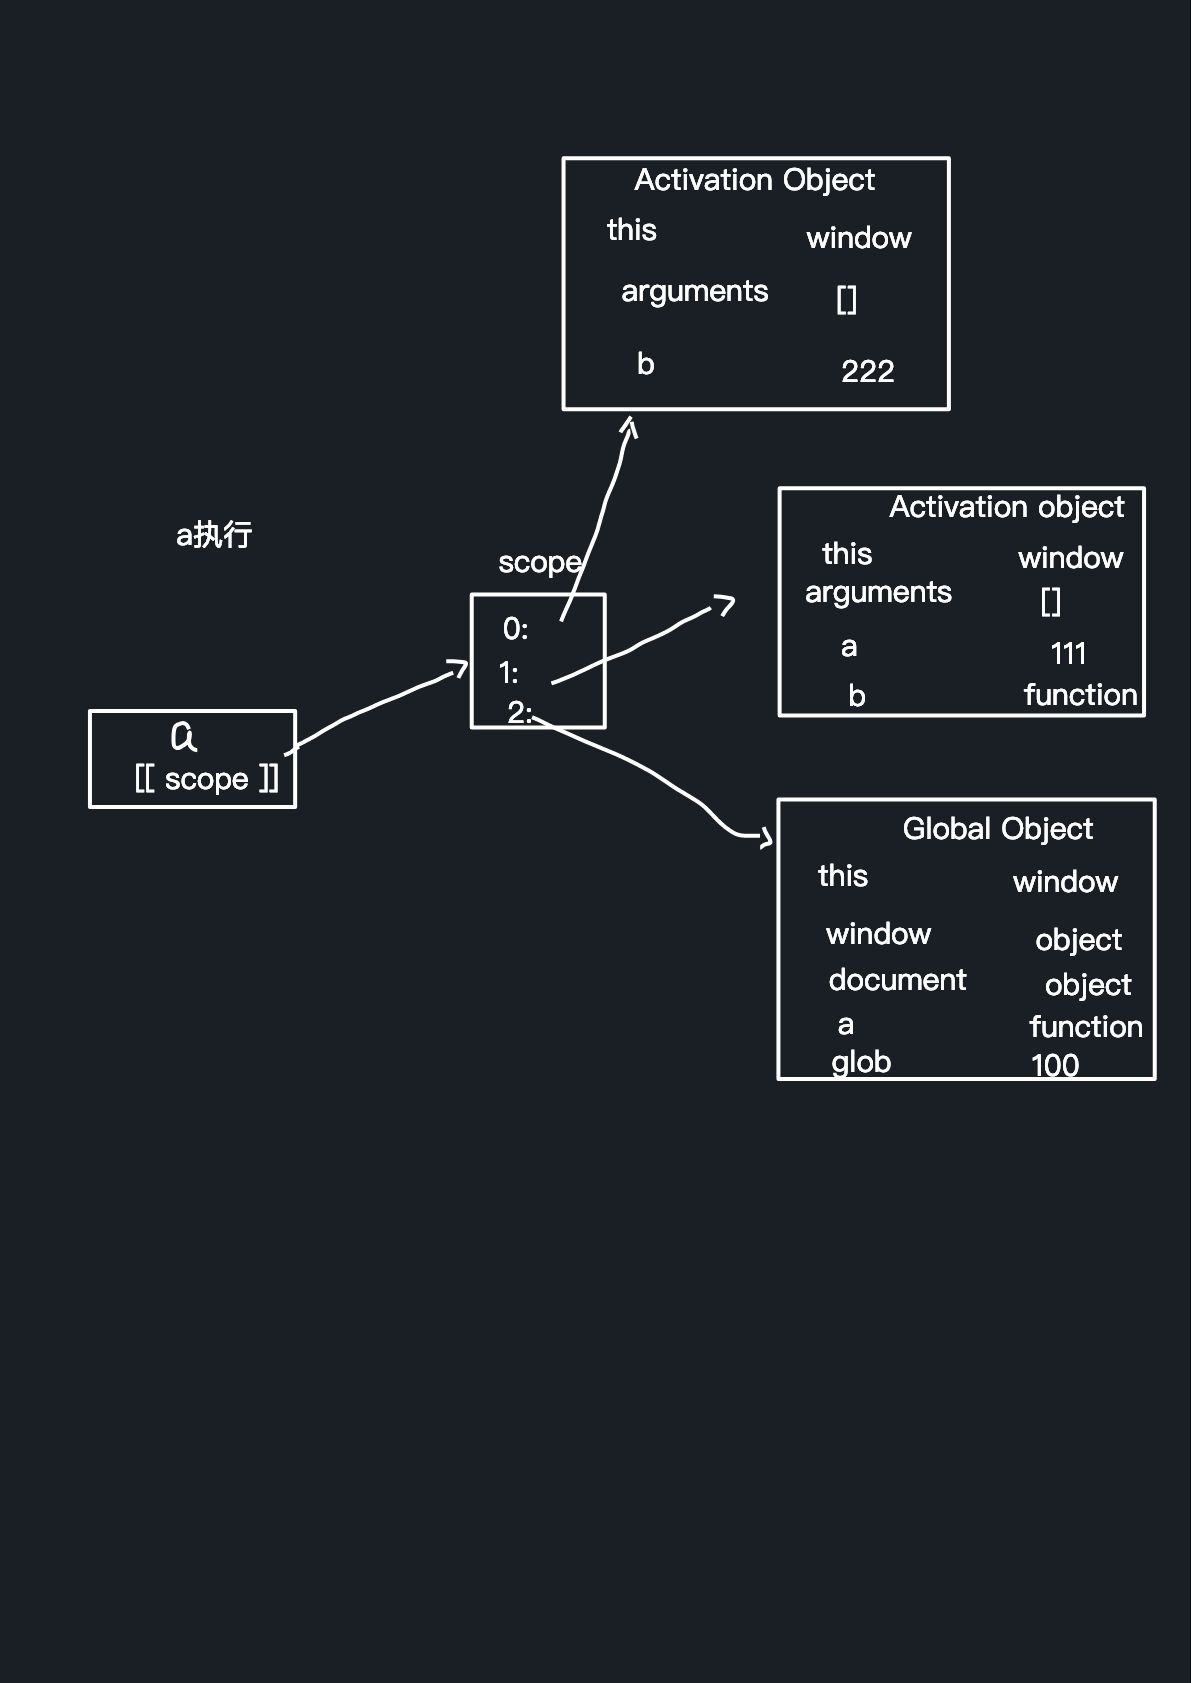 Activation Object
this window
arguments []
b 222
a执行
scope
0:
1:
2:
a
[[ scope ]]
Activation object
this window
arguments []
a 111
b function
Global Object
this window
window object
document object
a function
glob 100